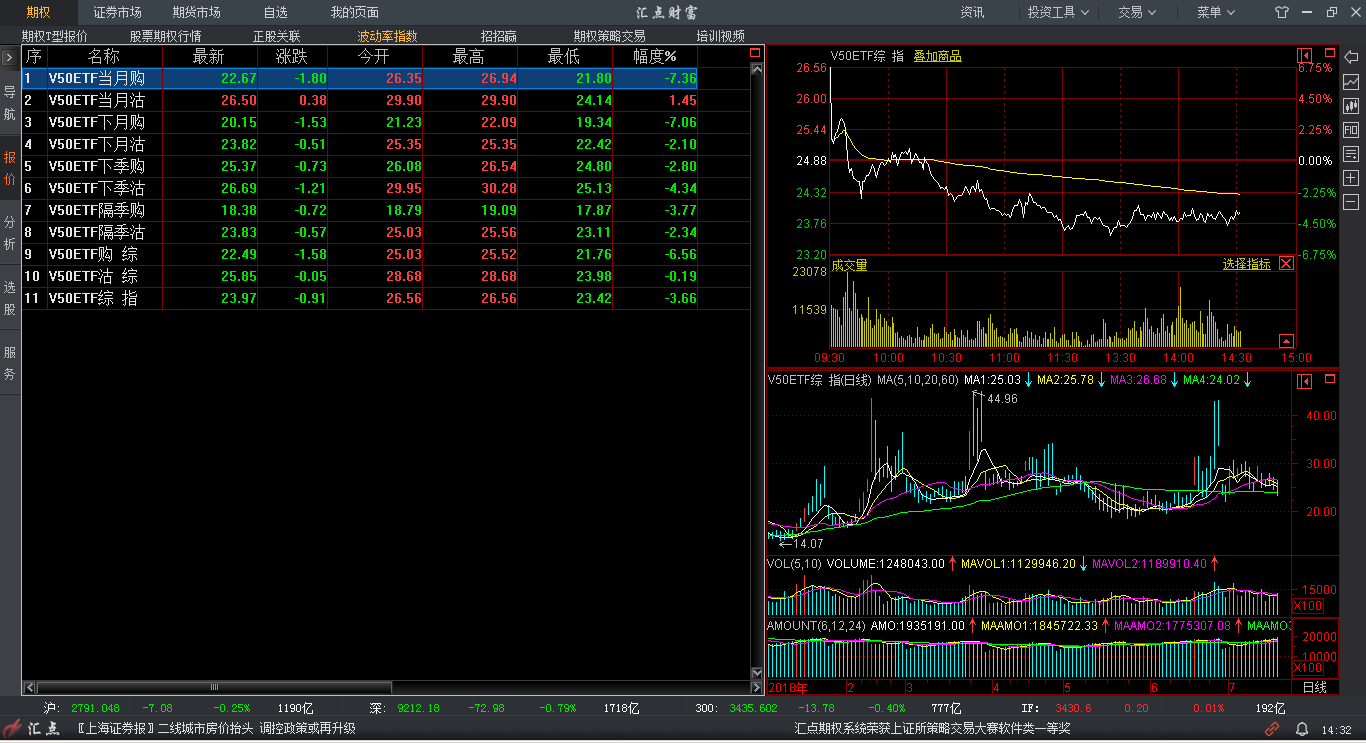 期权 证券市场 期货市场 自选 我的页面 汇点财富 资讯 投资工具 交易 菜单
期权T型报价 股票期权行情 正股关联 波动率指数 招招赢 期权策略交易 培训视频
导航
报价
分析
选股
服务
序 名称 最新 涨跌 今开 最高 最低 幅度%
1 V50ETF当月购 22.67 -1.80 26.35 26.94 21.80 -7.36
2 V50ETF当月沽 26.50 0.38 29.90 29.90 24.14 1.45
3 V50ETF下月购 20.15 -1.53 21.23 22.09 19.34 -7.06
4 V50ETF下月沽 23.82 -0.51 25.35 25.35 22.42 -2.10
5 V50ETF下季购 25.37 -0.73 26.08 26.54 24.80 -2.80
6 V50ETF下季沽 26.69 -1.21 29.95 30.28 25.13 -4.34
7 V50ETF隔季购 18.38 -0.72 18.79 19.09 17.87 -3.77
8 V50ETF隔季沽 23.83 -0.57 25.03 25.56 23.11 -2.34
9 V50ETF购 综 22.49 -1.58 25.03 25.52 21.76 -6.56
10 V50ETF沽 综 25.85 -0.05 28.68 28.68 23.98 -0.19
11 V50ETF综 指 23.97 -0.91 26.56 26.56 23.42 -3.66
V50ETF综 指 叠加商品
26.56 6.75%
26.00 4.50%
25.44 2.25%
24.88 0.00%
24.32 -2.25%
23.76 -4.50%
23.20 -6.75%
23078 成交量 选择指标
11539
09:30 10:00 10:30 11:00 11:30 13:30 14:00 14:30 15:00
V50ETF综 指(日线) MA(5,10,20,60) MA1:25.03 MA2:25.78 MA3:26.68 MA4:24.02
44.96
40.00
30.00
20.00
14.07
VOL(5,10) VOLUME:1248043.00 MAVOL1:1129946.20 MAVOL2:1189910.40
15000
X100
AMOUNT(6,12,24) AMO:1935191.00 MAAMO1:1845722.33 MAAMO2:1775307.08 MAAMO3
20000
10000
X100
2018年 2 3 4 5 6 7 日线
F10
沪: 2791.048 -7.08 -0.25% 1190亿 深: 9212.18 -72.98 -0.79% 1718亿 300: 3435.602 -13.78 -0.40% 777亿 IF: 3430.6 0.20 0.01% 192亿
汇点 〖上海证券报〗二线城市房价抬头 调控政策或再升级 汇点期权系统荣获上证所策略交易大赛软件类一等奖 14:32